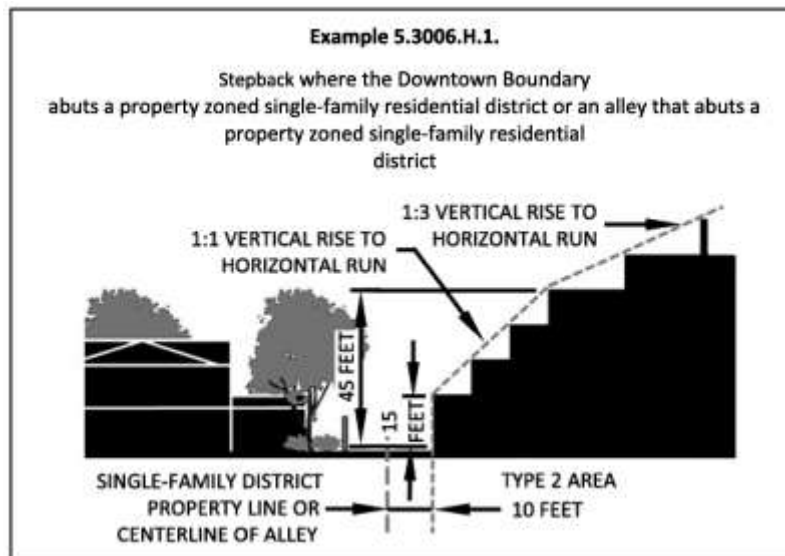 Example 5.3006.H.1.
Stepback where the Downtown Boundary
abuts a property zoned single-family residential district or an alley that abuts a
property zoned single-family residential
district
1:3 VERTICAL RISE TO
HORIZONTAL RUN
1:1 VERTICAL RISE TO
HORIZONTAL RUN
45 FEET
15
FEET
SINGLE-FAMILY DISTRICT
PROPERTY LINE OR
CENTERLINE OF ALLEY
TYPE 2 AREA
10 FEET